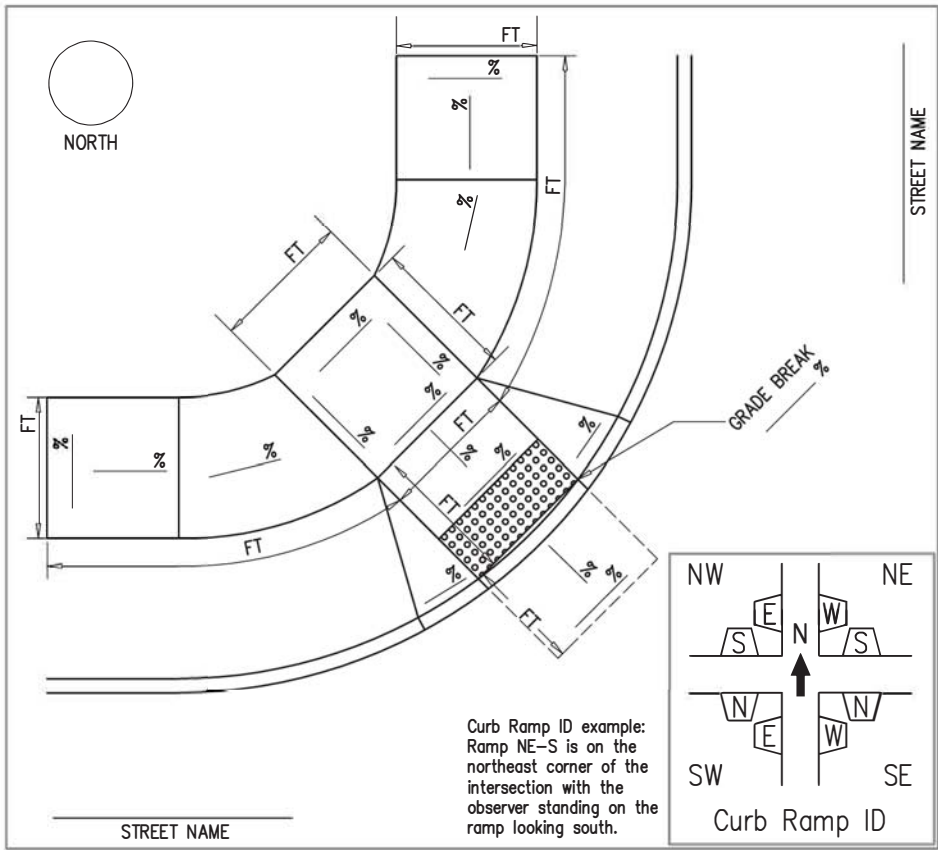 FT
%
%
NORTH
STREET NAME
%
FT
FT
FT
%
%
GRADE BREAK
%
FT
%
%
%
%
%
FT
%
%
%
FT
FT
%
%
%
FT
Curb Ramp ID example:
Ramp NE–S is on the
northeast corner of the
intersection with the
observer standing on the
ramp looking south.
STREET NAME
NW
NE
E
W
S
N
S
N
N
E
W
SW
SE
Curb Ramp ID